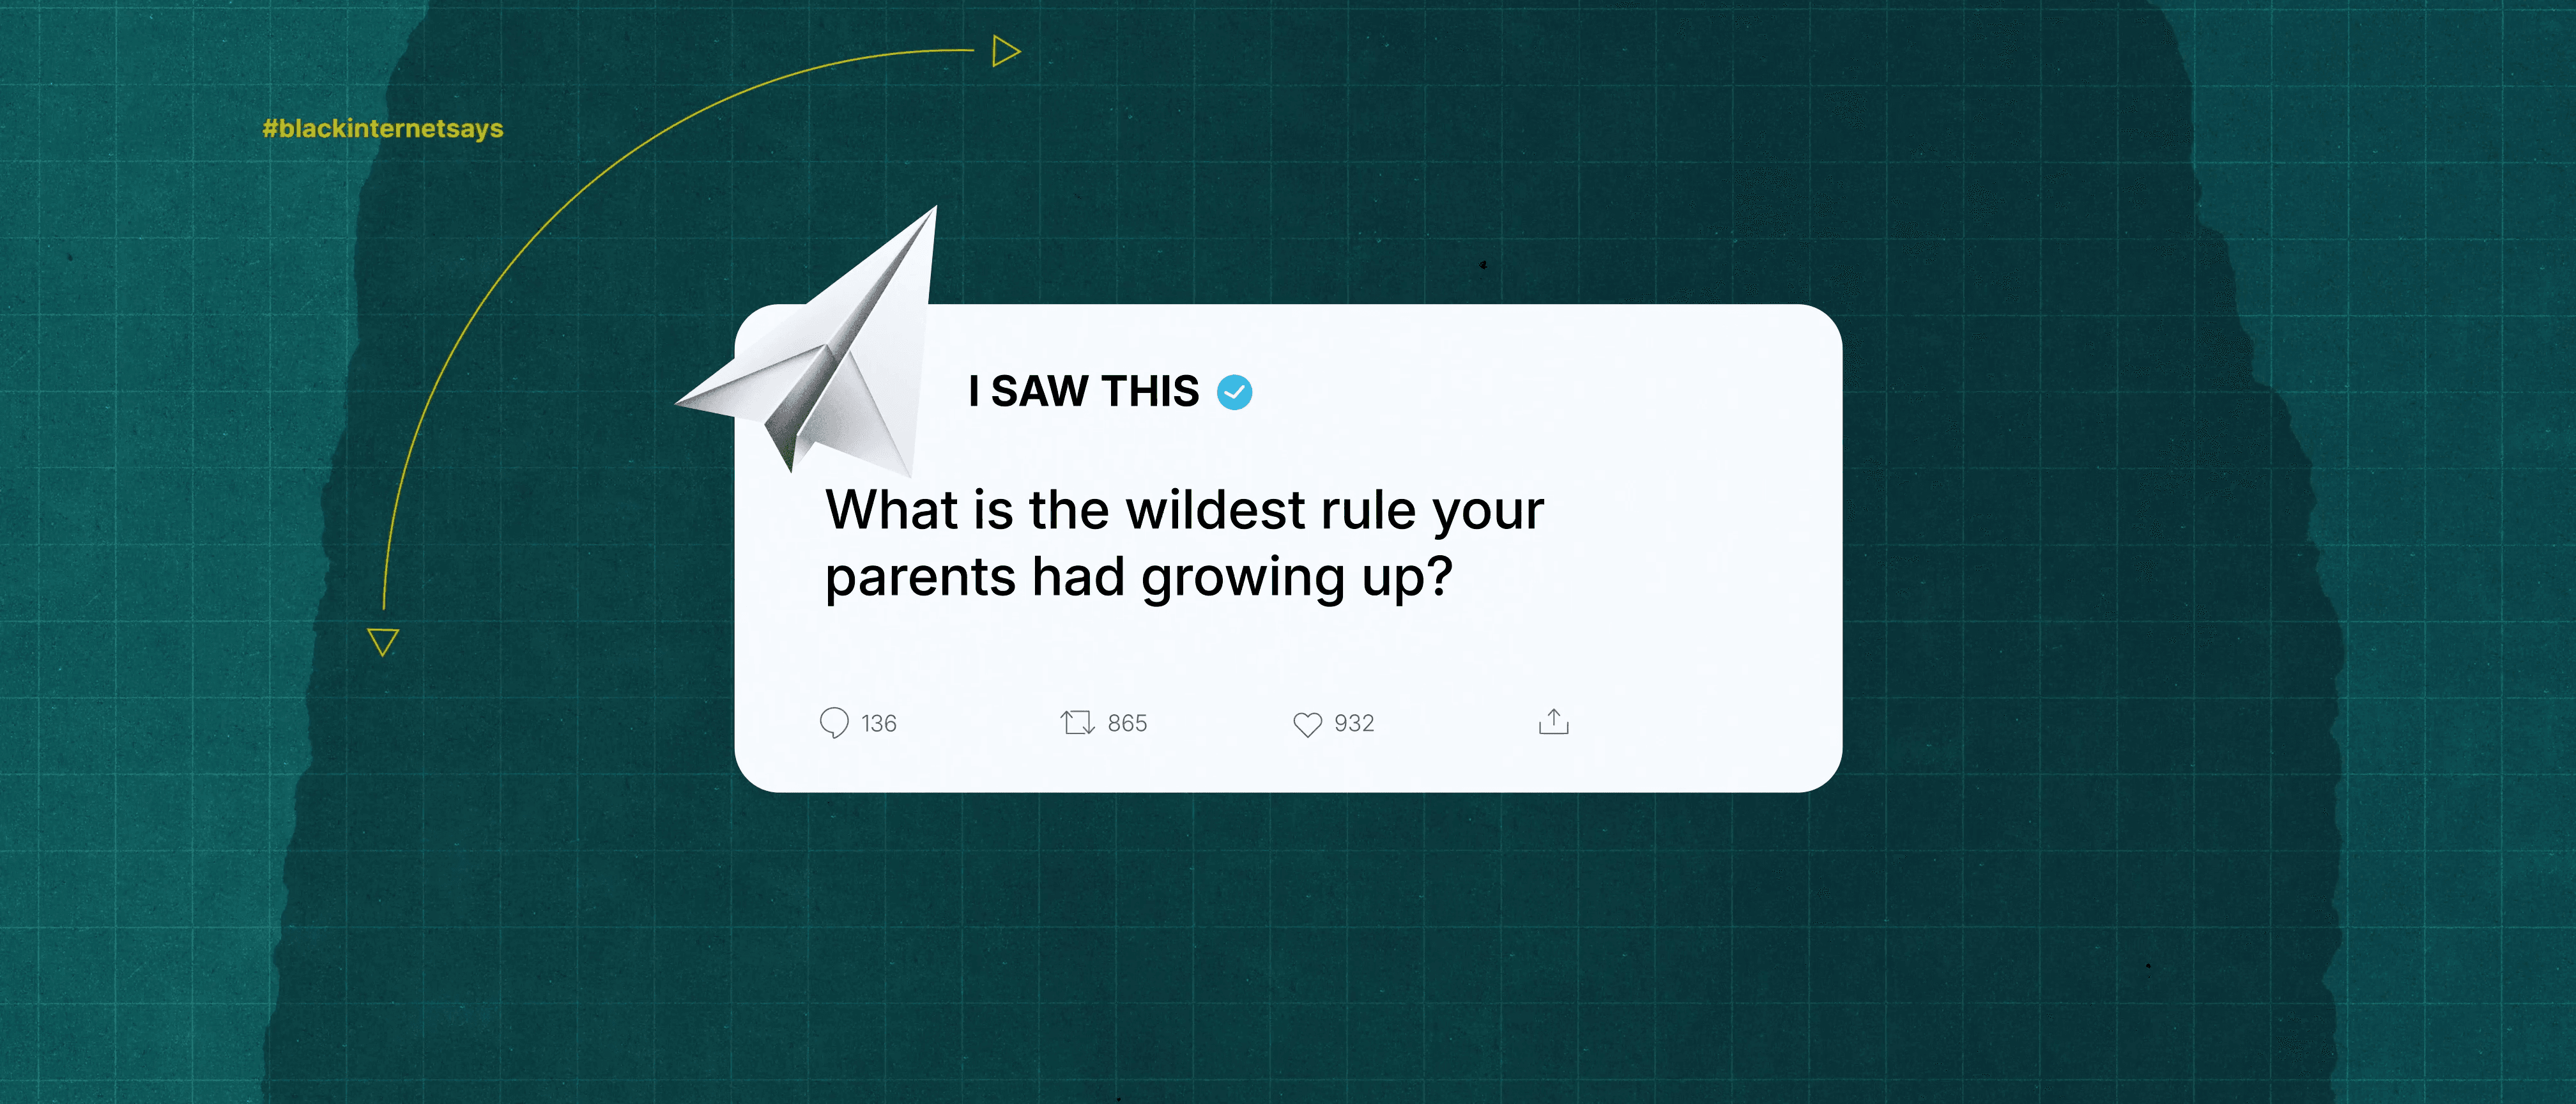 #blackinternetsays
I SAW THIS
What is the wildest rule your
parents had growing up?
136
865
932